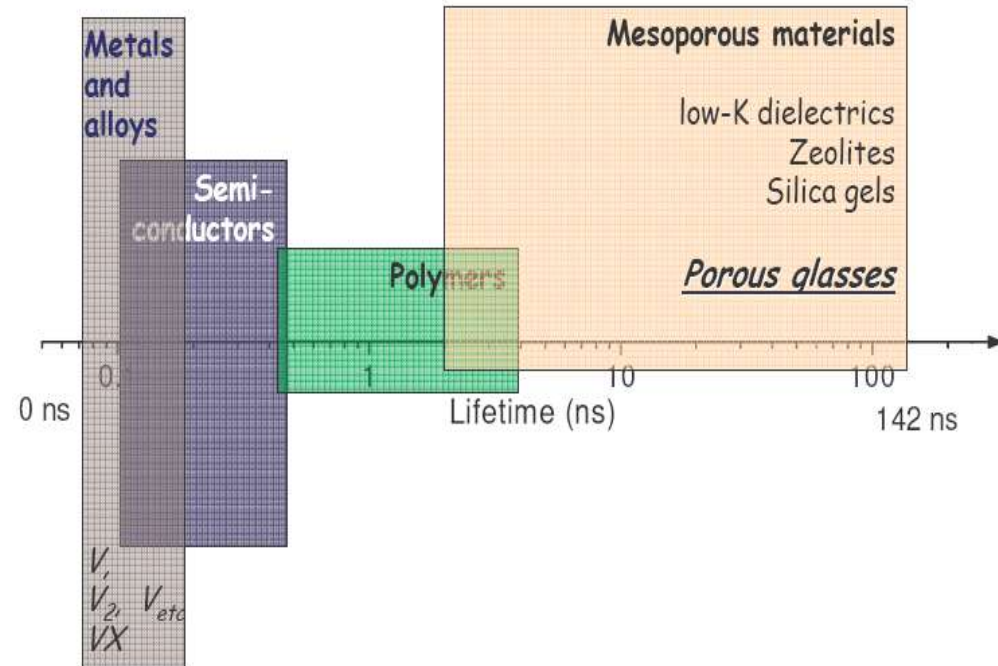 Metals
and
alloys
Semi-
conductors
Polymers
Mesoporous materials
low-K dielectrics
Zeolites
Silica gels
Porous glasses
1
10
100
0 ns
Lifetime (ns)
142 ns
V,
V2, Vetc
VX